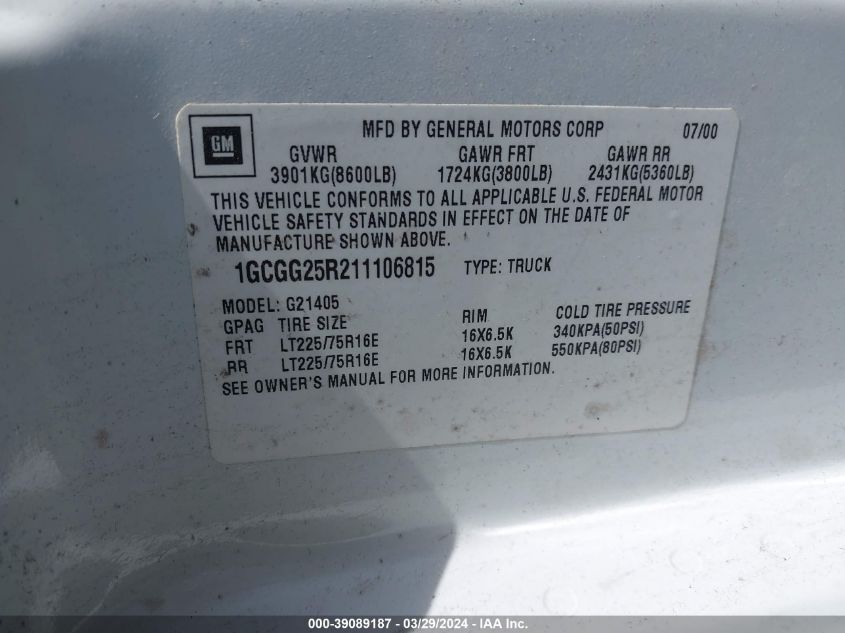 GM
MFD BY GENERAL MOTORS CORP 07/00
GVWR GAWR FRT GAWR RR
3901KG(8600LB) 1724KG(3800LB) 2431KG(5360LB)
THIS VEHICLE CONFORMS TO ALL APPLICABLE U.S. FEDERAL MOTOR
VEHICLE SAFETY STANDARDS IN EFFECT ON THE DATE OF
MANUFACTURE SHOWN ABOVE.
1GCGG25R211106815 TYPE: TRUCK
MODEL: G21405
GPAG TIRE SIZE RIM COLD TIRE PRESSURE
FRT LT225/75R16E 16X6.5K 340KPA(50PSI)
RR LT225/75R16E 16X6.5K 550KPA(80PSI)
SEE OWNER'S MANUAL FOR MORE INFORMATION.
000-39089187 - 03/29/2024 - IAA Inc.